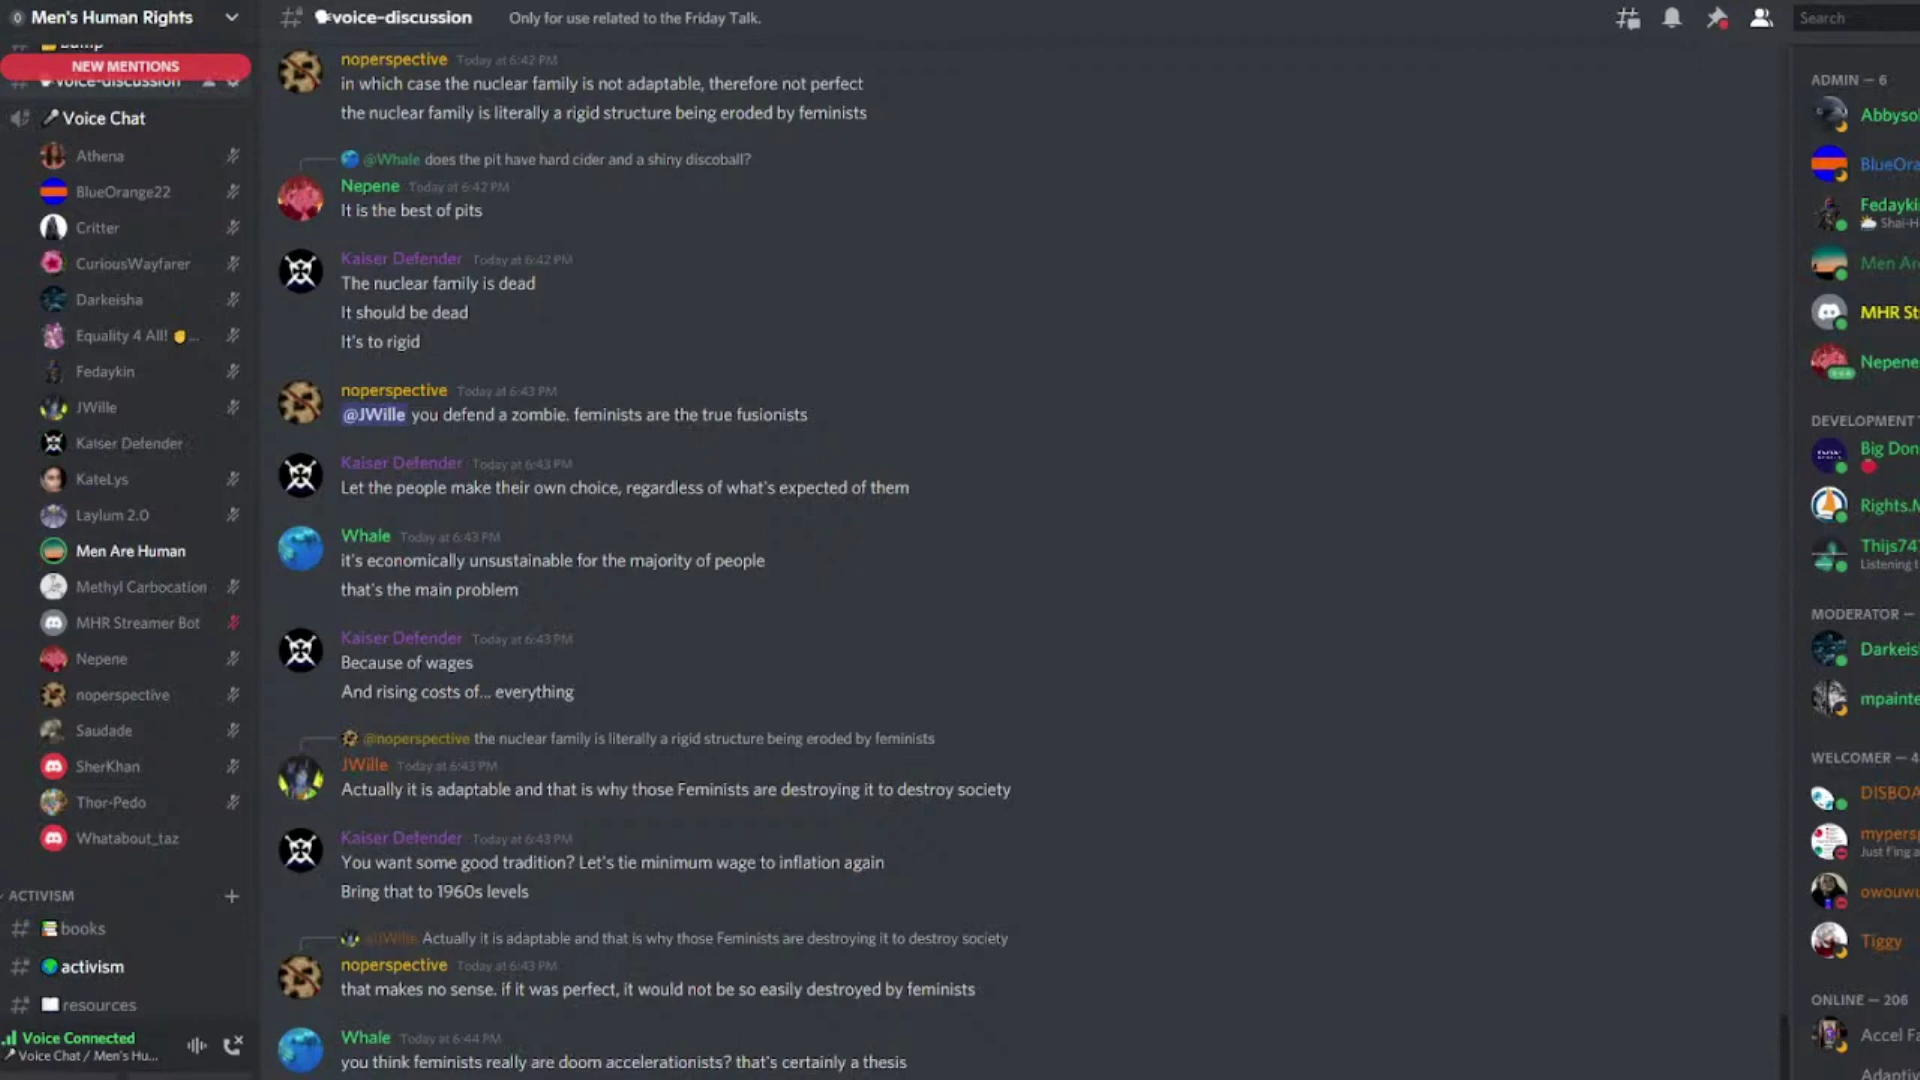 Men's Human Rights
NEW MENTIONS
voice-discussion
Voice Chat
Athena
BlueOrange22
Critter
CuriousWayfarer
Darkeisha
Equality 4 All! ...
Fedaykin
JWille
Kaiser Defender
KateLys
Laylum 2.0
Men Are Human
Methyl Carbocation
MHR Streamer Bot
Nepene
noperspective
Saudade
SherKhan
Thor-Pedo
Whatabout_taz
ACTIVISM
books
activism
resources
Voice Connected
Voice Chat / Men's Hu...
voice-discussion
Only for use related to the Friday Talk.
Search
noperspective Today at 6:42 PM
in which case the nuclear family is not adaptable, therefore not perfect
the nuclear family is literally a rigid structure being eroded by feminists
@Whale does the pit have hard cider and a shiny discoball?
Nepene Today at 6:42 PM
It is the best of pits
Kaiser Defender Today at 6:42 PM
The nuclear family is dead
It should be dead
It's to rigid
noperspective Today at 6:43 PM
@JWille you defend a zombie. feminists are the true fusionists
Kaiser Defender Today at 6:43 PM
Let the people make their own choice, regardless of what's expected of them
Whale Today at 6:43 PM
it's economically unsustainable for the majority of people
that's the main problem
Kaiser Defender Today at 6:43 PM
Because of wages
And rising costs of... everything
@noperspective the nuclear family is literally a rigid structure being eroded by feminists
JWille Today at 6:43 PM
Actually it is adaptable and that is why those Feminists are destroying it to destroy society
Kaiser Defender Today at 6:43 PM
You want some good tradition? Let's tie minimum wage to inflation again
Bring that to 1960s levels
@JWille Actually it is adaptable and that is why those Feminists are destroying it to destroy society
noperspective Today at 6:43 PM
that makes no sense. if it was perfect, it would not be so easily destroyed by feminists
Whale Today at 6:44 PM
you think feminists really are doom accelerationists? that's certainly a thesis
ADMIN — 6
Abbysol
BlueOra
Fedaykin
Shai-H
Men Are
MHR St
Nepene
DEVELOPMENT T
Big Don
Rights.M
Thijs747
Listening t
MODERATOR —
Darkeis
mpainte
WELCOMER — 4
DISBOA
mypersp
Just f'ing a
owouwu
Tiggy
ONLINE — 206
Accel Fa
Adaptiv